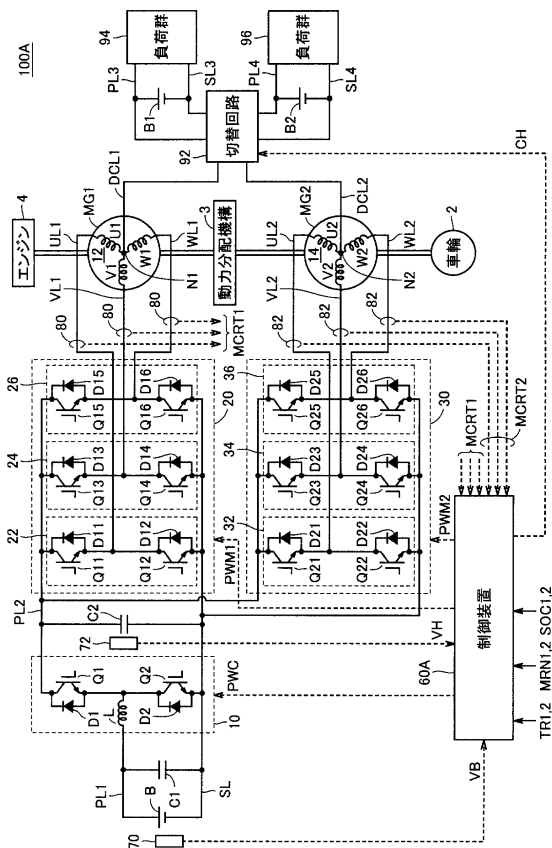 100A
エンジン
4
負荷群
94
負荷群
96
PL3
SL3
PL4
SL4
B1
B2
切替回路
92
DCL1
DCL2
CH
MG1
UL1
VL1
WL1
12
U1
V1
W1
N1
動力分配機構
3
MG2
UL2
VL2
WL2
14
U2
V2
W2
N2
車輪
2
80
80
80
MCRT1
82
82
82
26
24
22
20
Q15
D15
Q16
D16
Q13
D13
Q14
D14
Q11
D11
Q12
D12
36
34
32
30
Q25
D25
Q26
D26
Q23
D23
Q24
D24
Q21
D21
Q22
D22
PL2
C2
72
VH
PWM1
PWM2
MCRT1
MCRT2
Q1
D1
Q2
D2
L
10
PWC
PL1
SL
B
C1
70
VB
制御装置
60A
TR1,2
MRN1,2
SOC1,2